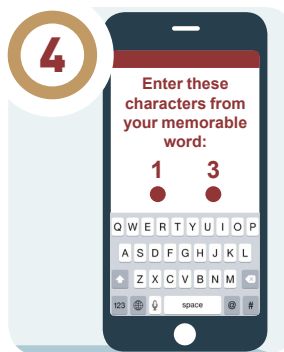 4
Enter these
characters from
your memorable
word:
1 3
Q W E R T Y U I O P
A S D F G H J K L
Z X C V B N M
123 space @ #